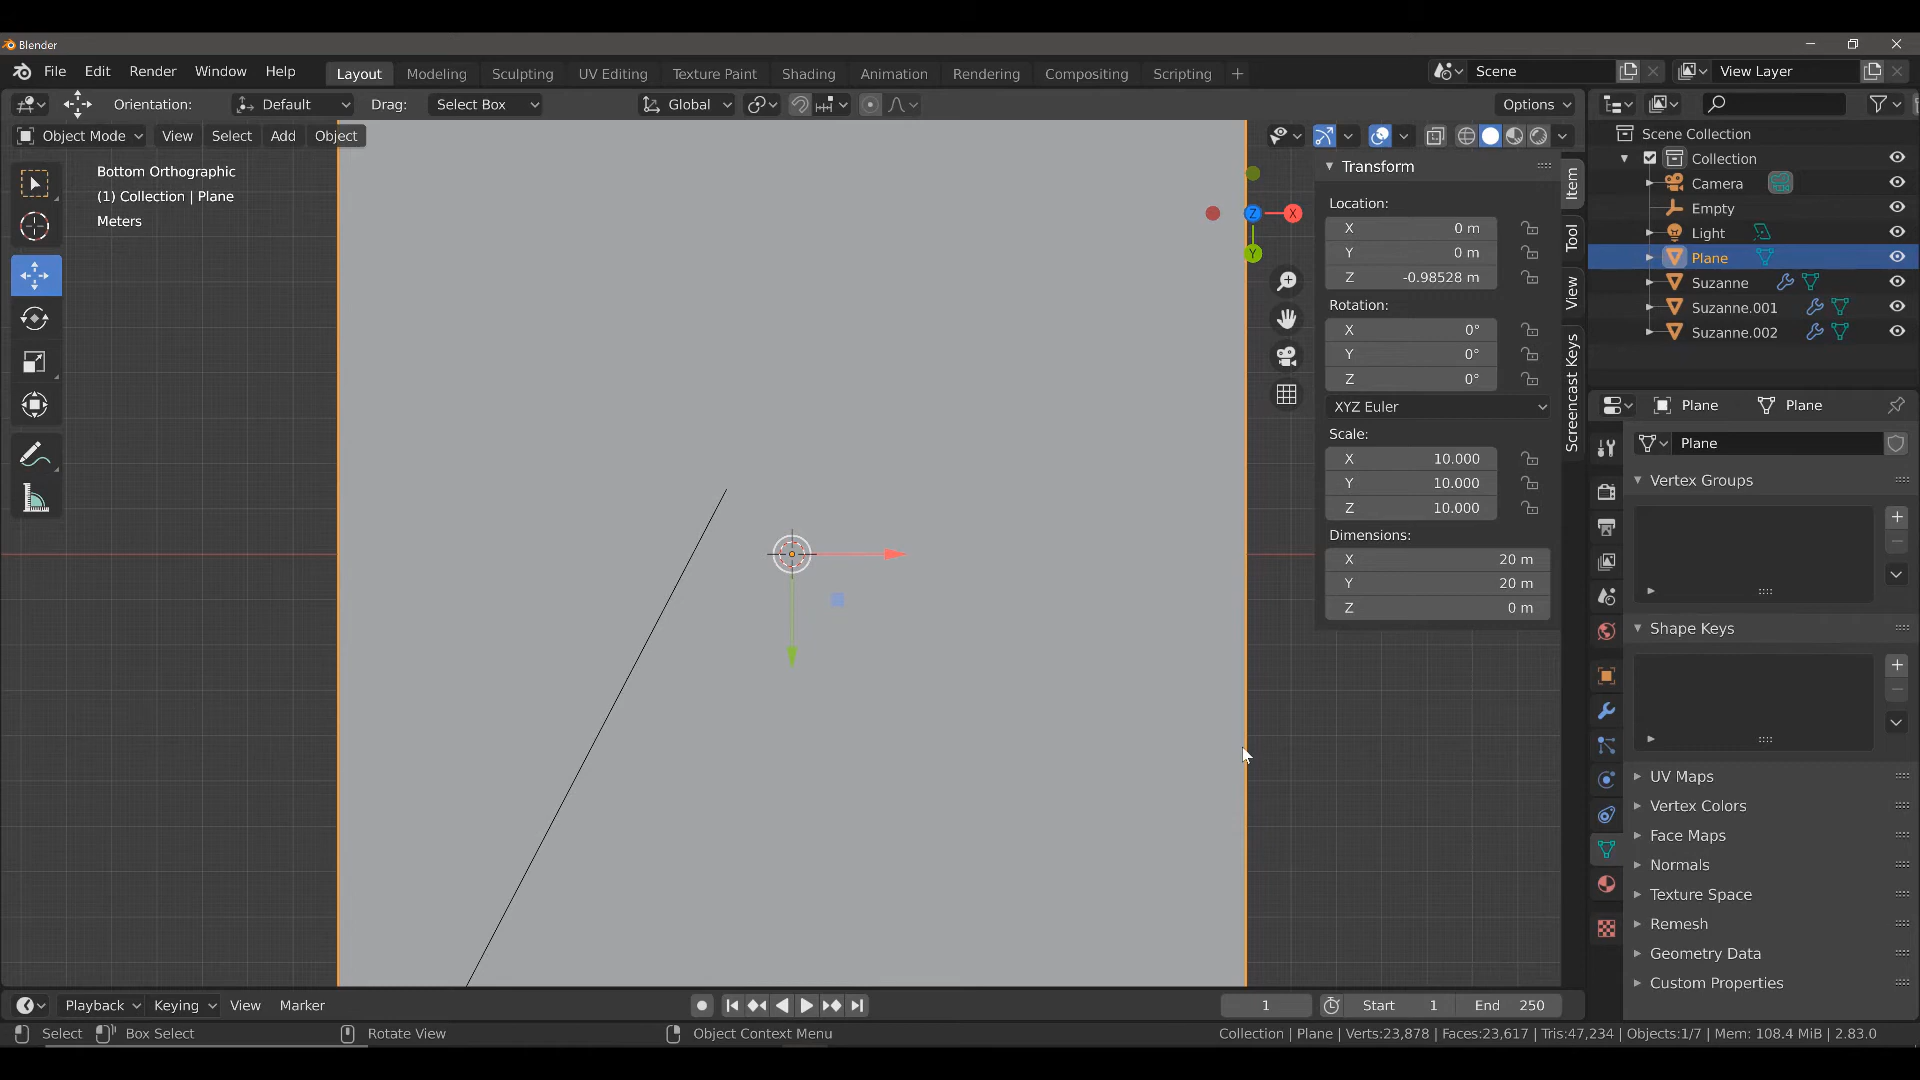 Blender
File Edit Render Window Help Layout Modeling Sculpting UV Editing Texture Paint Shading Animation Rendering Compositing Scripting + Scene View Layer
Orientation: Default Drag: Select Box Global Options
Object Mode View Select Add Object
Bottom Orthographic
(1) Collection | Plane
Meters
Z X
Y
Transform
Location:
X 0 m
Y 0 m
Z -0.98528 m
Rotation:
X 0°
Y 0°
Z 0°
XYZ Euler
Scale:
X 10.000
Y 10.000
Z 10.000
Dimensions:
X 20 m
Y 20 m
Z 0 m
Item
Tool
View
Screencast Keys
Scene Collection
Collection
Camera
Empty
Light
Plane
Suzanne
Suzanne.001
Suzanne.002
Plane Plane
Plane
Vertex Groups
Shape Keys
UV Maps
Vertex Colors
Face Maps
Normals
Texture Space
Remesh
Geometry Data
Custom Properties
Playback Keying View Marker 1 Start 1 End 250
Select Box Select Rotate View Object Context Menu Collection | Plane | Verts:23,878 | Faces:23,617 | Tris:47,234 | Objects:1/7 | Mem: 108.4 MiB | 2.83.0